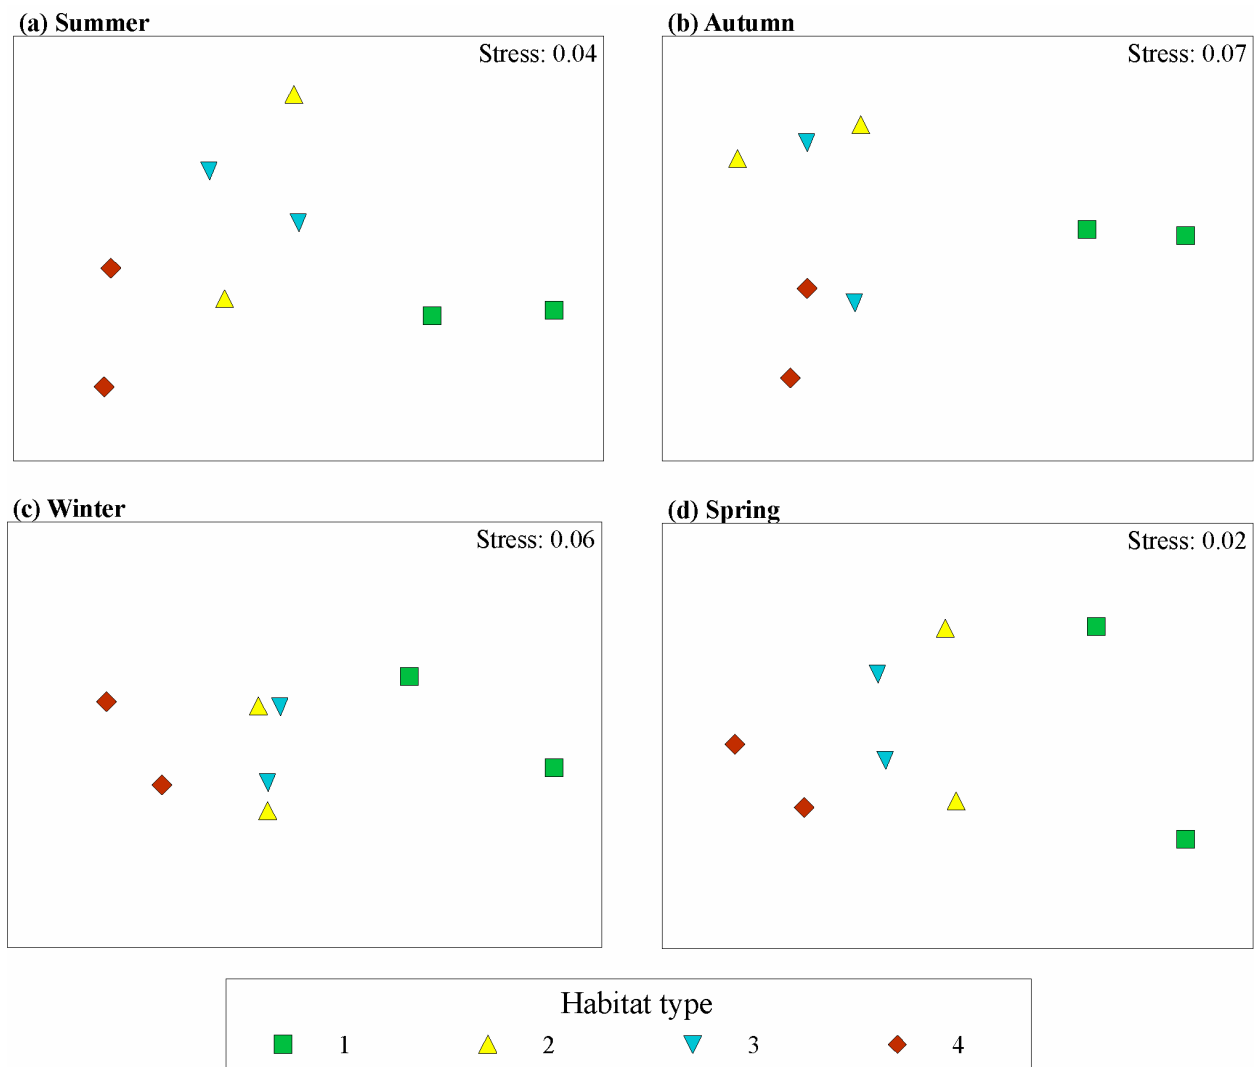 (a) Summer
Stress: 0.04
(b) Autumn
Stress: 0.07
(c) Winter
Stress: 0.06
(d) Spring
Stress: 0.02
Habitat type
1 2 3 4